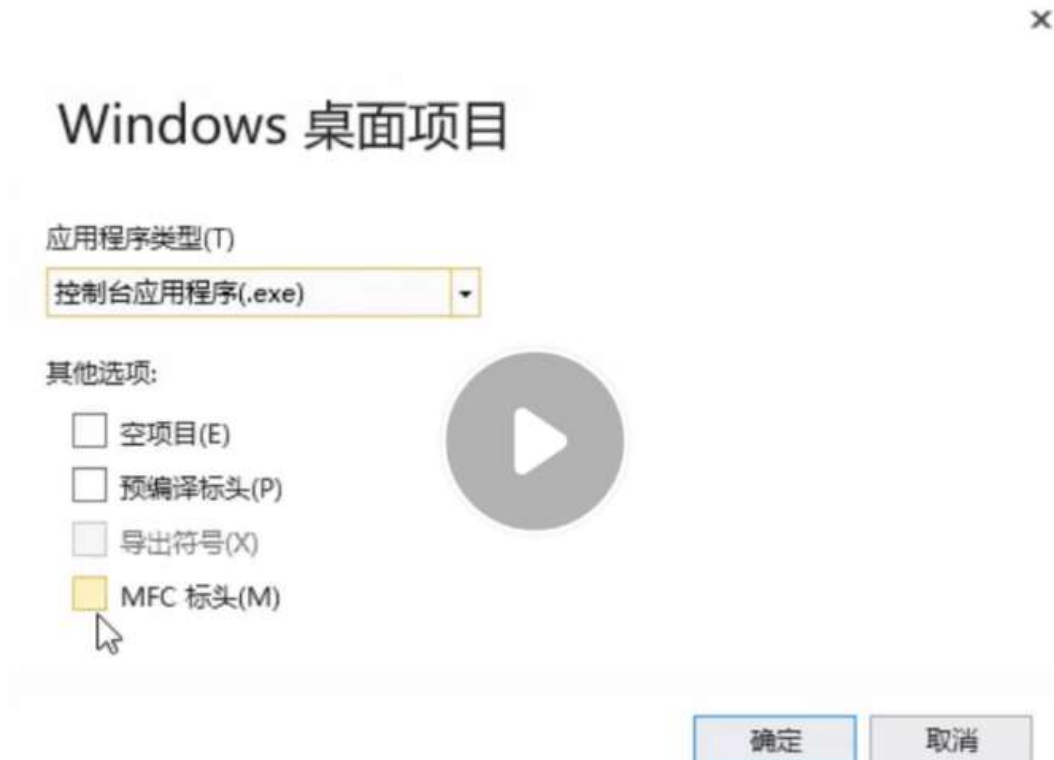 Windows 桌面项目
应用程序类型(T)
控制台应用程序(.exe)
其他选项:
空项目(E)
预编译标头(P)
导出符号(X)
MFC 标头(M)
确定 取消